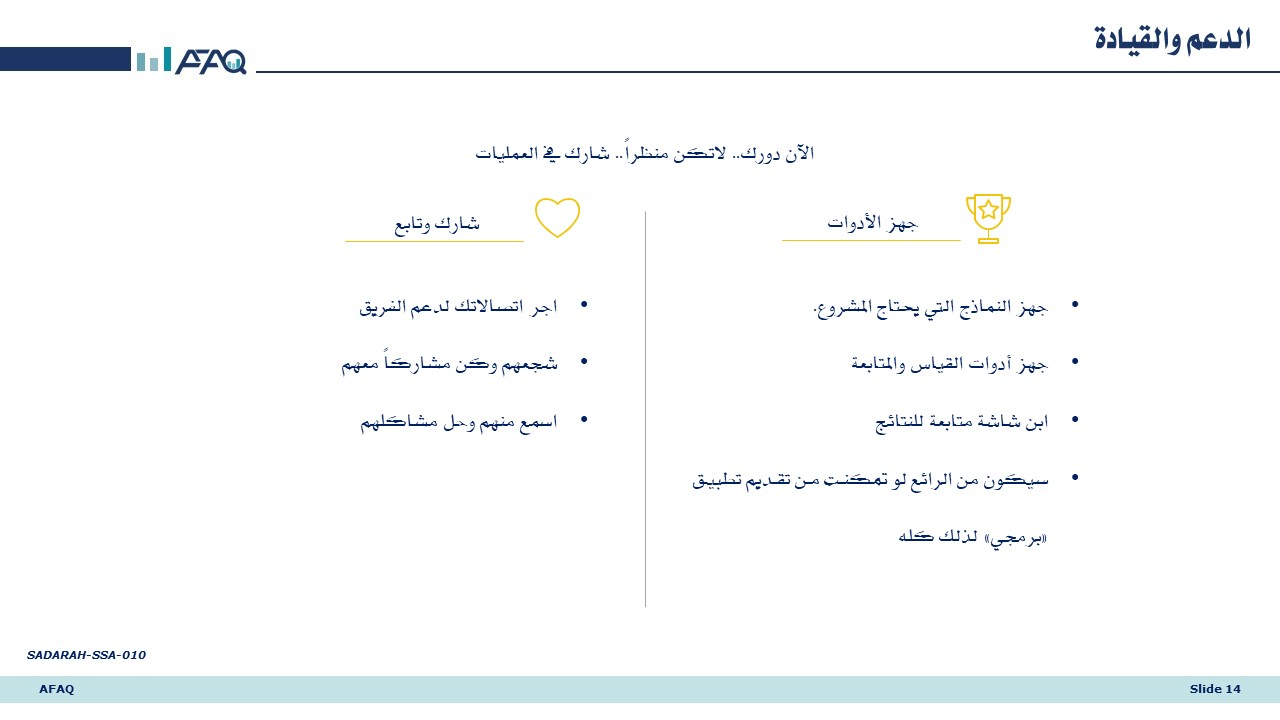 الدعم والقيادة
AFAQ
الآن دورك.. لاتكن منظراً.. شارك في العمليات
جهز الأدوات
• جهز النماذج التي يحتاج المشروع.
• جهز أدوات القياس والمتابعة
• ابن شاشة متابعة للنتائج
• سيكون من الرائع لو تمكنت من تقديم تطبيق
«برمجي» لذلك كله
شارك وتابع
• اجر اتصالاتك لدعم الفريق
• شجعهم وكن مشاركاً معهم
• اسمع منهم وحل مشاكلهم
SADARAH-SSA-010
AFAQ
Slide 14